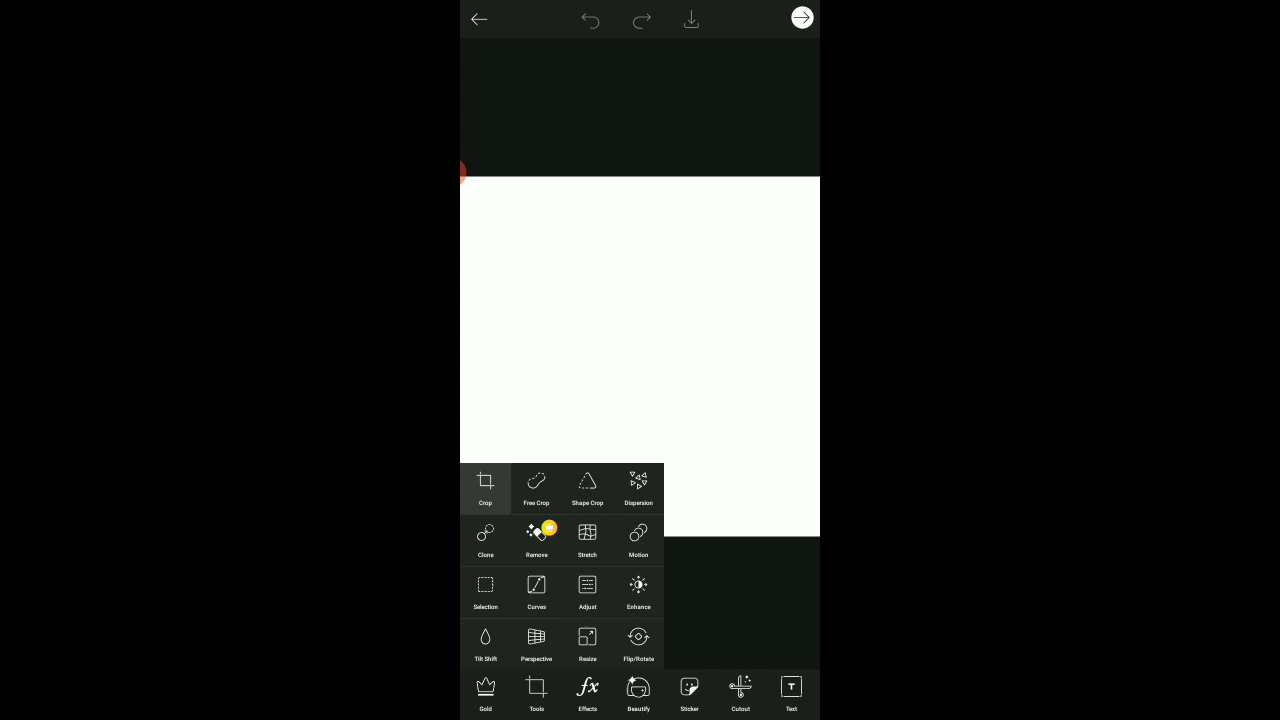 Crop Free Crop Shape Crop Dispersion
Clone Remove Stretch Motion
Selection Curves Adjust Enhance
Tilt Shift Perspective Resize Flip/Rotate
Gold Tools Effects Beautify Sticker Cutout Text